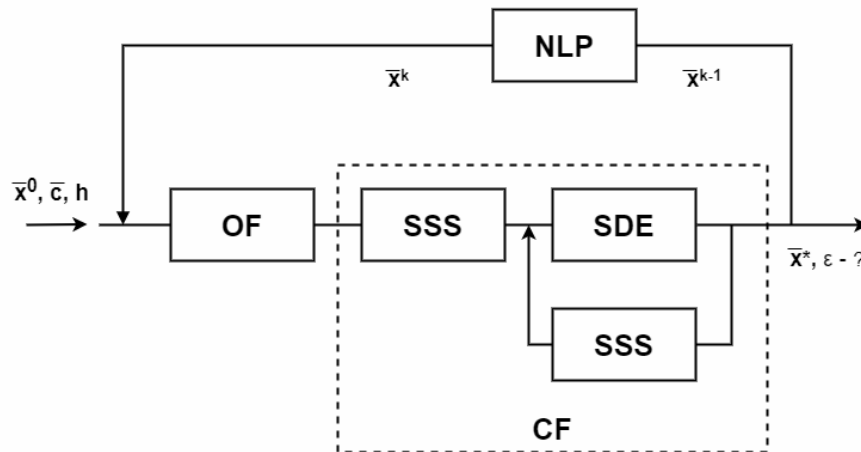 NLP
x̅ᵏ
x̅ᵏ⁻¹
x̅⁰, c̅, h
OF
SSS
SDE
x̅*, ε - ?
SSS
CF